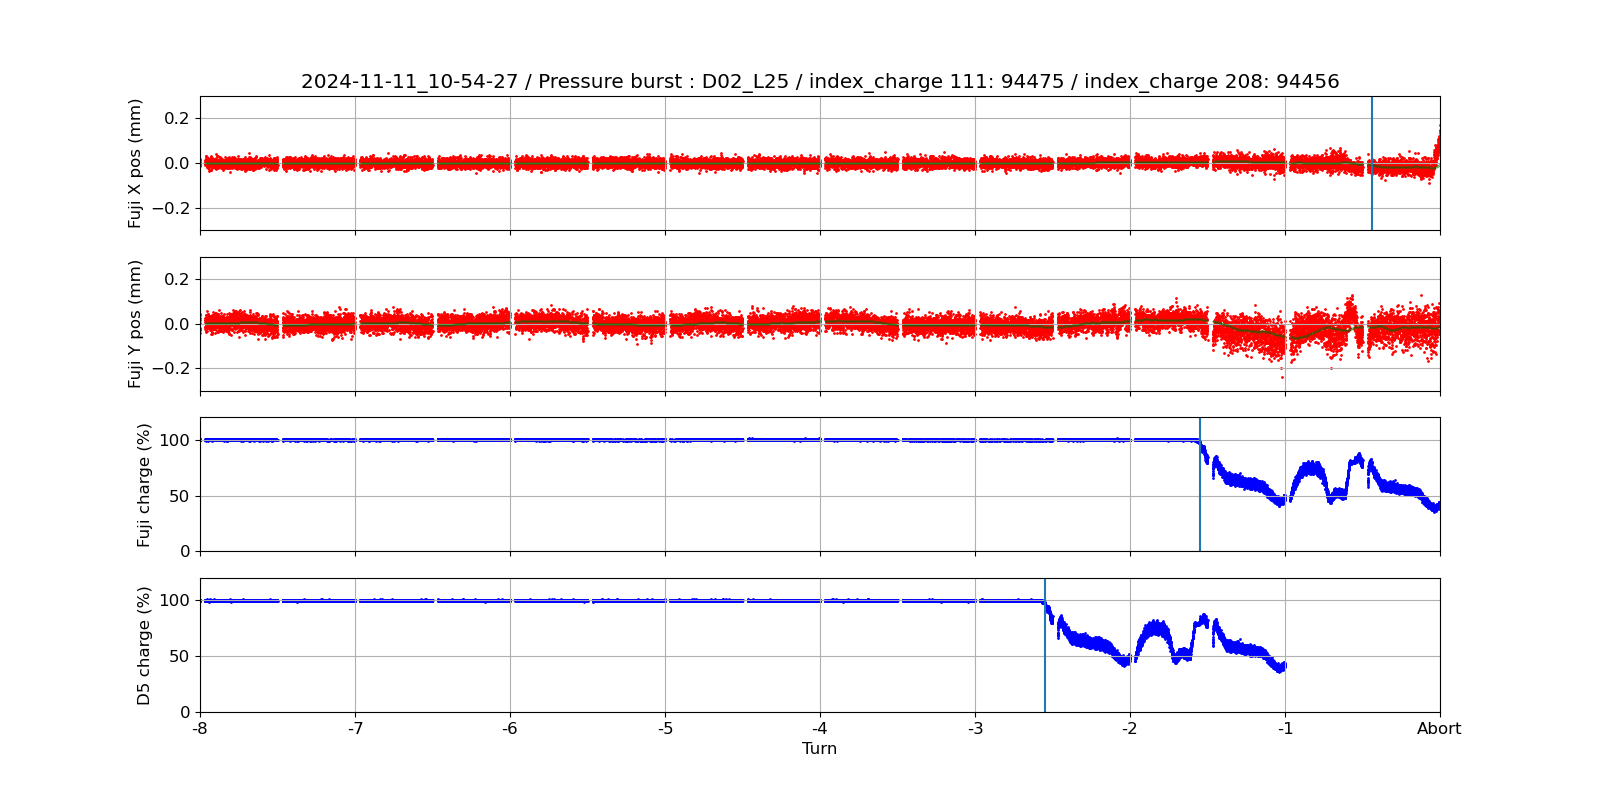 2024-11-11_10-54-27 / Pressure burst : D02_L25 / index_charge 111: 94475 / index_charge 208: 94456
Fuji X pos (mm)
0.2
0.0
−0.2
Fuji Y pos (mm)
0.2
0.0
−0.2
Fuji charge (%)
100
50
0
D5 charge (%)
100
50
0
-8 -7 -6 -5 -4 -3 -2 -1 Abort
Turn